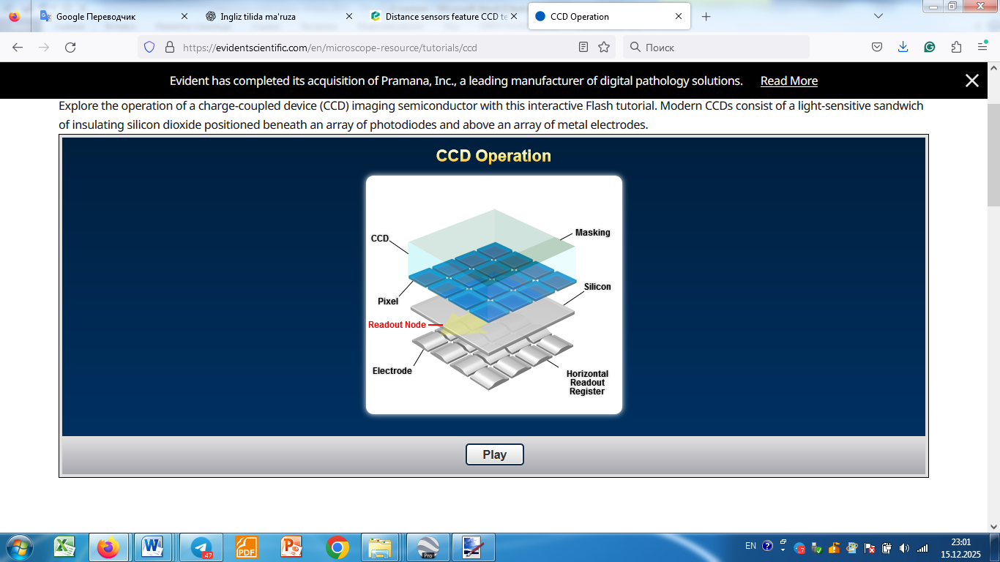 Google Переводчик
Ingliz tilida ma'ruza
Distance sensors feature CCD te
CCD Operation
https://evidentscientific.com/en/microscope-resource/tutorials/ccd
Поиск
Evident has completed its acquisition of Pramana, Inc., a leading manufacturer of digital pathology solutions. Read More
Explore the operation of a charge-coupled device (CCD) imaging semiconductor with this interactive Flash tutorial. Modern CCDs consist of a light-sensitive sandwich
of insulating silicon dioxide positioned beneath an array of photodiodes and above an array of metal electrodes.
CCD Operation
CCD
Masking
Pixel
Silicon
Readout Node
Electrode
Horizontal
Readout
Register
Play
47
PDF
Pro
EN
23:01
15.12.2025